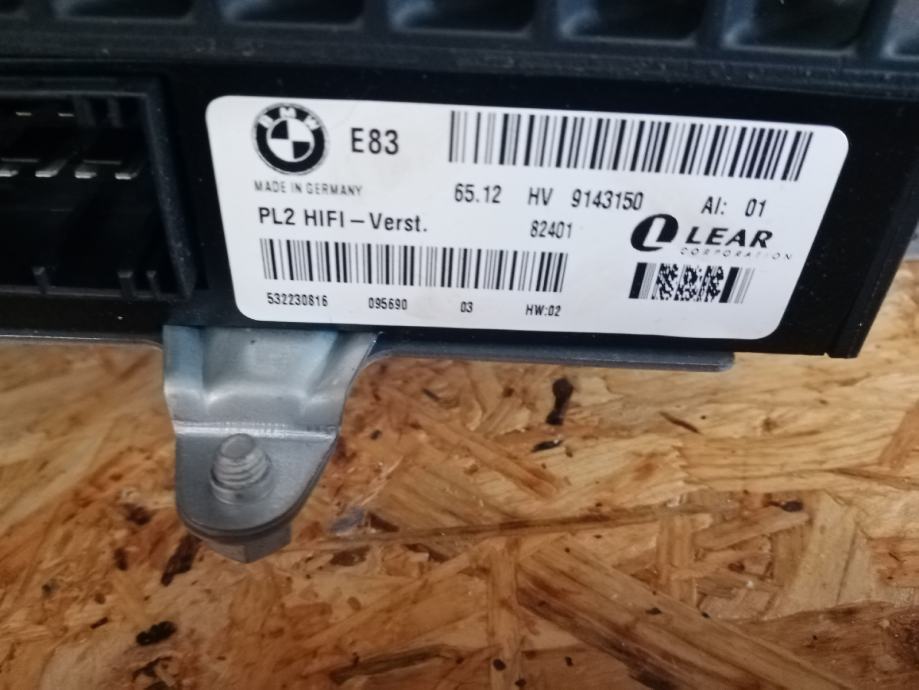 BMW E83
MADE IN GERMANY
65.12 HV 9143150 AI: 01
PL2 HIFI-Verst. 82401
LEAR
CORPORATION
532230816 095690 03 HW:02